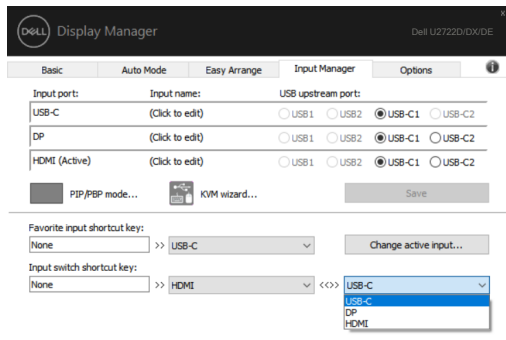 X
DELL Display Manager Dell U2722D/DX/DE
Basic Auto Mode Easy Arrange Input Manager Options i
Input port: Input name: USB upstream port:
USB-C (Click to edit) USB1 USB2 USB-C1 USB-C2
DP (Click to edit) USB1 USB2 USB-C1 USB-C2
HDMI (Active) (Click to edit) USB1 USB2 USB-C1 USB-C2
PIP/PBP mode... KVM wizard... Save
Favorite input shortcut key:
None >> USB-C Change active input...
Input switch shortcut key:
None >> HDMI <<>> USB-C
USB-C
DP
HDMI